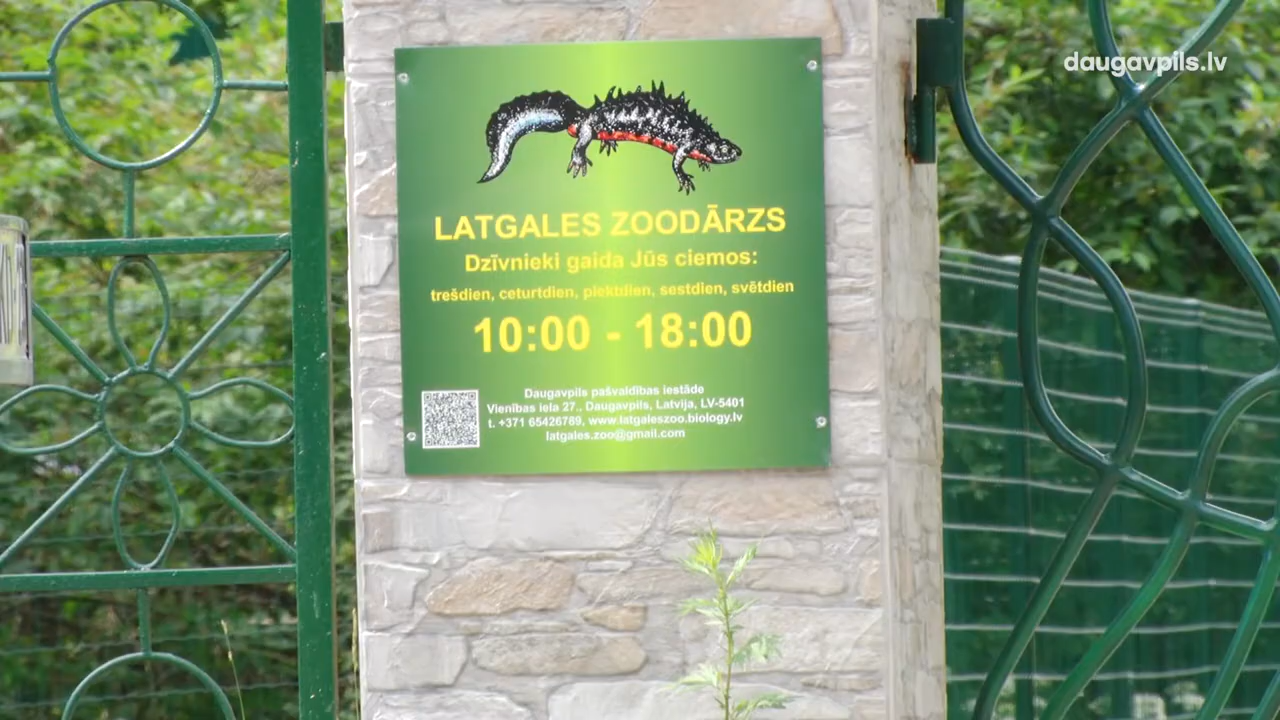 daugavpils.lv
LATGALES ZOODĀRZS
Dzīvnieki gaida Jūs ciemos:
trešdien, ceturtdien, piektdien, sestdien, svētdien
10:00 - 18:00
Daugavpils pašvaldības iestāde
Vienības iela 27., Daugavpils, Latvija, LV-5401
t. +371 65426789, www.latgaleszoo.biology.lv
latgales.zoo@gmail.com